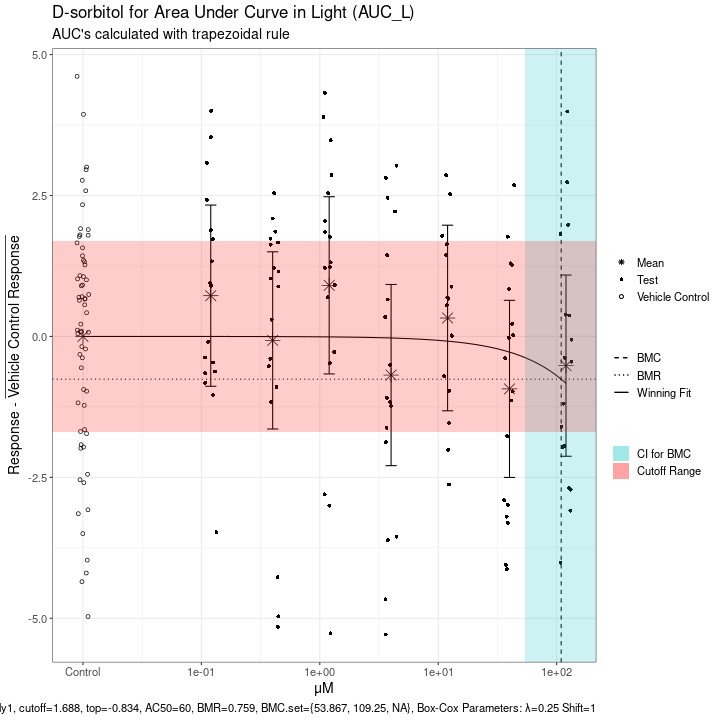 D-sorbitol for Area Under Curve in Light (AUC_L)
AUC's calculated with trapezoidal rule
Response - Vehicle Control Response
5.0
2.5
0.0
-2.5
-5.0
Control
1e-01
1e+00
1e+01
1e+02
μM
Mean
Test
Vehicle Control
BMC
BMR
Winning Fit
CI for BMC
Cutoff Range
ly1, cutoff=1.688, top=-0.834, AC50=60, BMR=0.759, BMC.set={53.867, 109.25, NA}, Box-Cox Parameters: λ=0.25 Shift=1